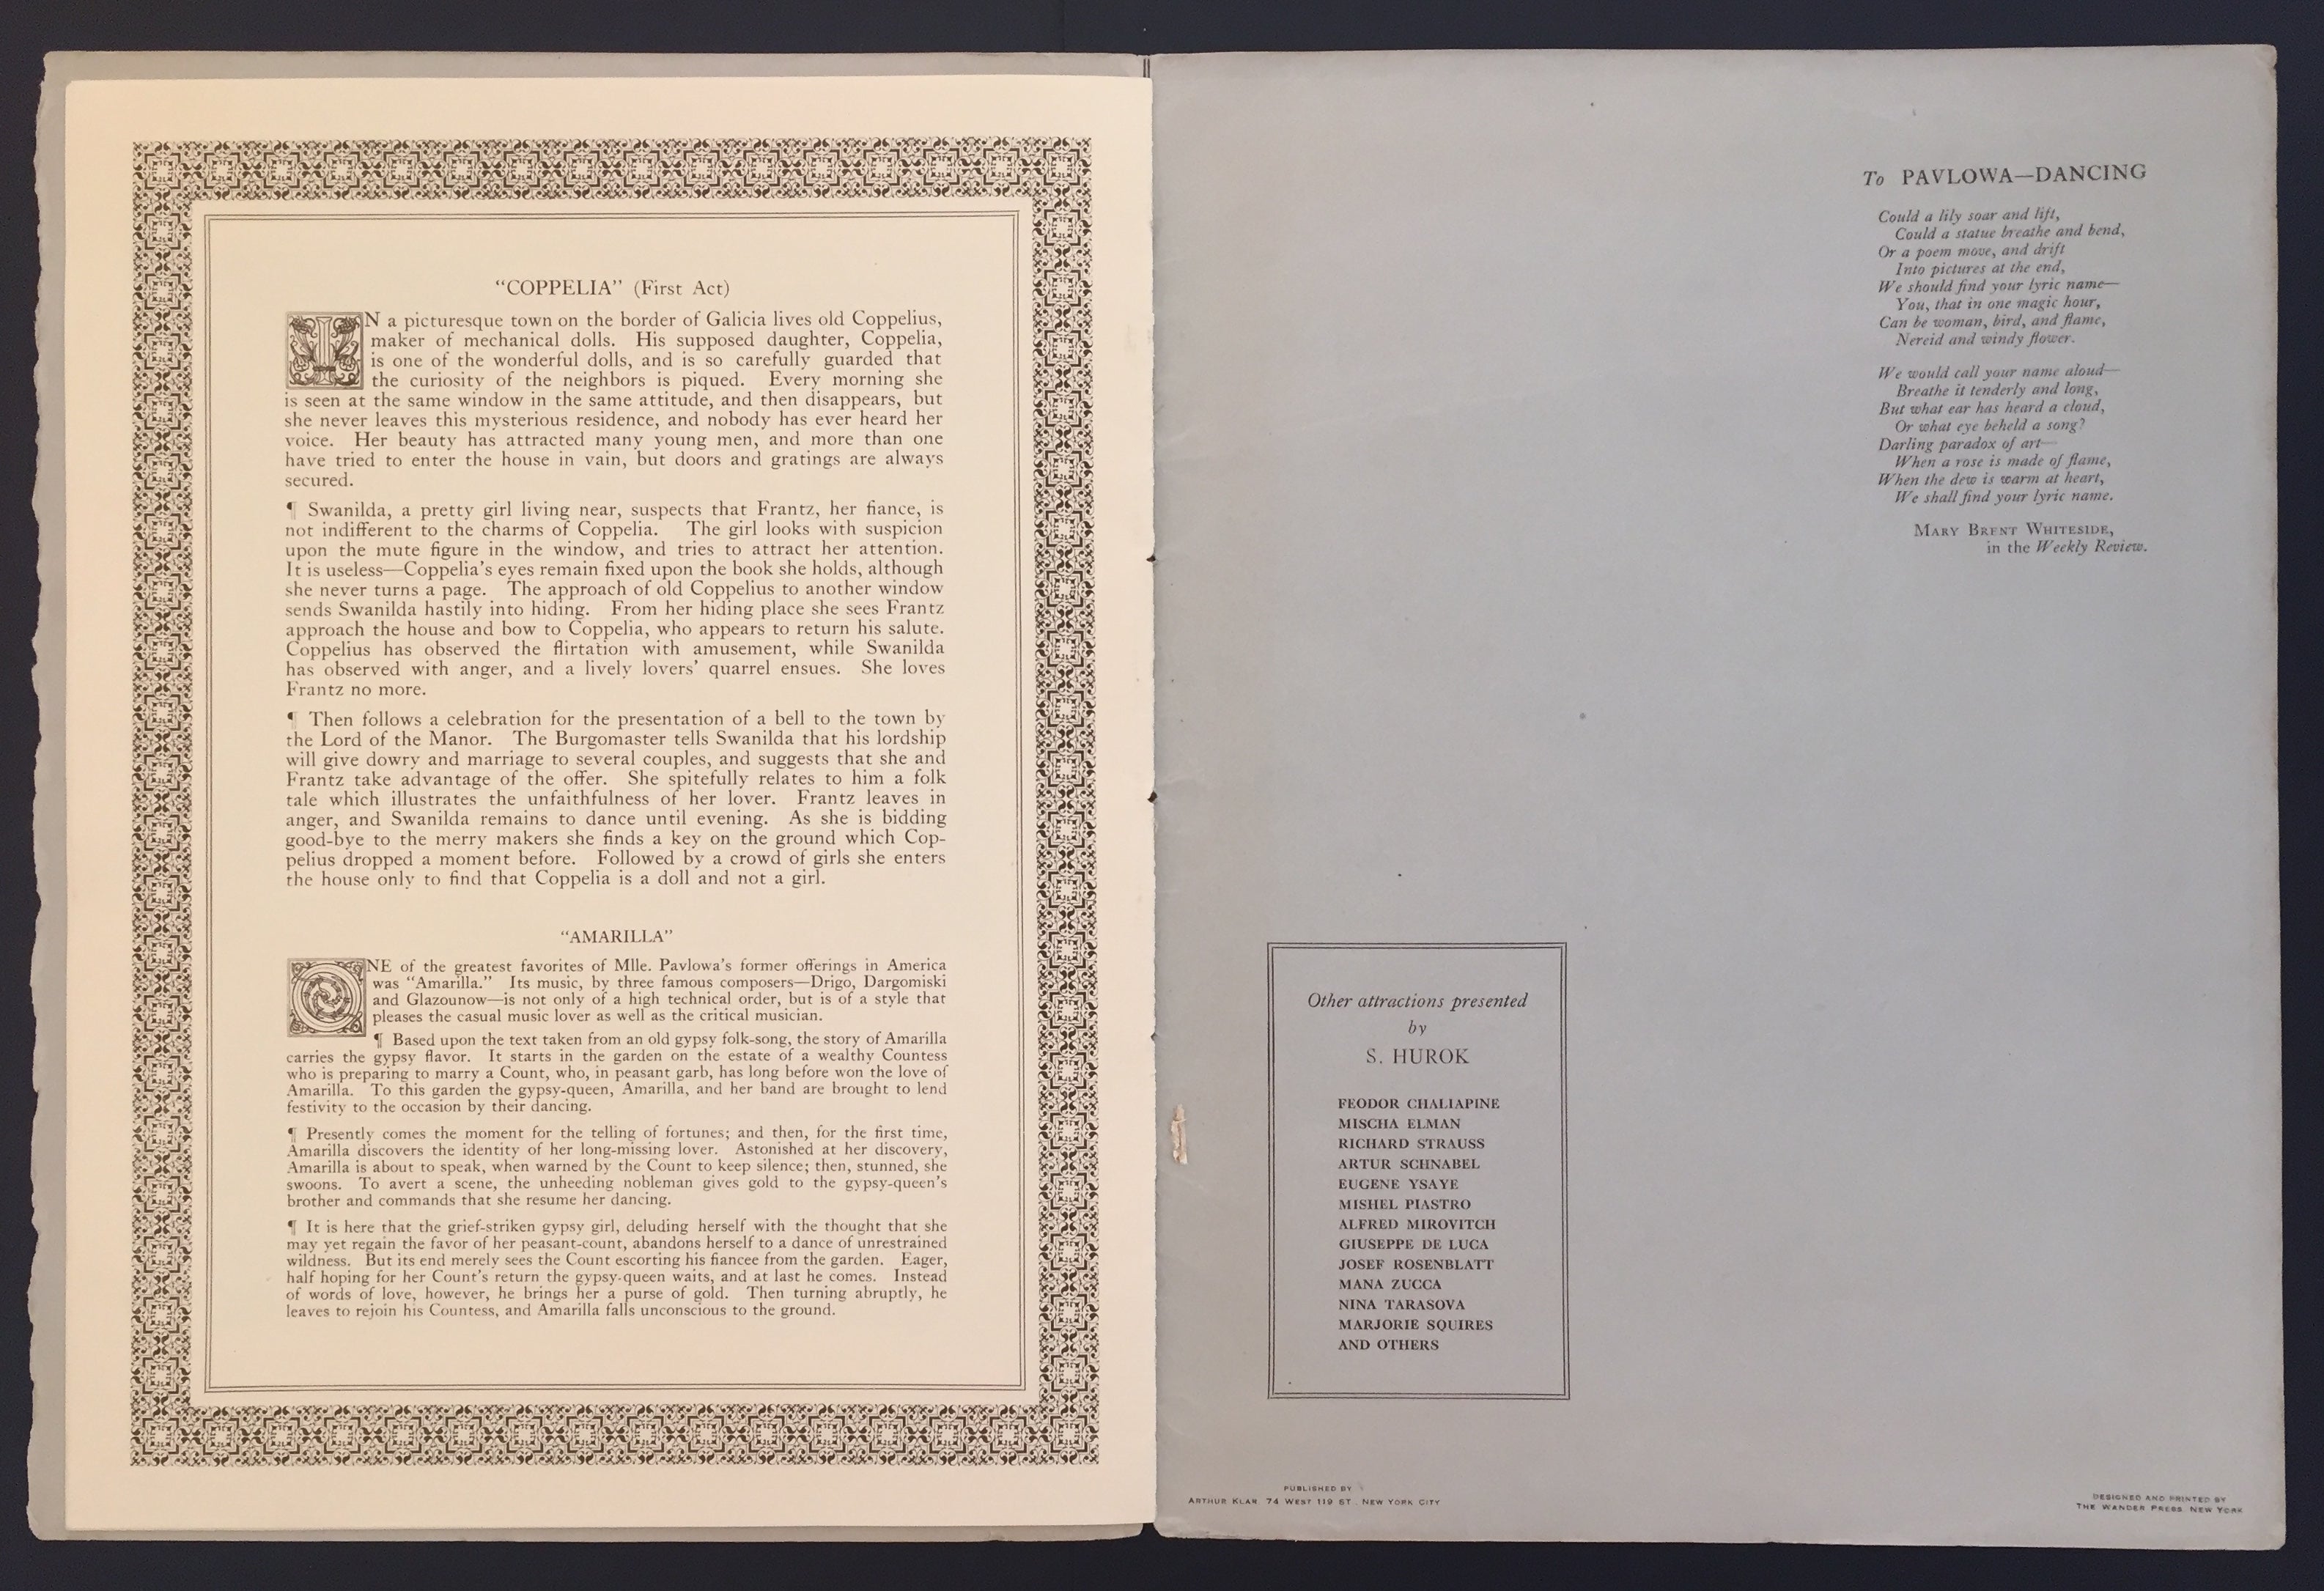 "COPPELIA" (First Act)
IN a picturesque town on the border of Galicia lives old Coppelius,
maker of mechanical dolls. His supposed daughter, Coppelia,
is one of the wonderful dolls, and is so carefully guarded that
the curiosity of the neighbors is piqued. Every morning she
is seen at the same window in the same attitude, and then disappears, but
she never leaves this mysterious residence, and nobody has ever heard her
voice. Her beauty has attracted many young men, and more than one
have tried to enter the house in vain, but doors and gratings are always
secured.
¶ Swanilda, a pretty girl living near, suspects that Frantz, her fiance, is
not indifferent to the charms of Coppelia. The girl looks with suspicion
upon the mute figure in the window, and tries to attract her attention.
It is useless—Coppelia's eyes remain fixed upon the book she holds, although
she never turns a page. The approach of old Coppelius to another window
sends Swanilda hastily into hiding. From her hiding place she sees Frantz
approach the house and bow to Coppelia, who appears to return his salute.
Coppelius has observed the flirtation with amusement, while Swanilda
has observed with anger, and a lively lovers' quarrel ensues. She loves
Frantz no more.
¶ Then follows a celebration for the presentation of a bell to the town by
the Lord of the Manor. The Burgomaster tells Swanilda that his lordship
will give dowry and marriage to several couples, and suggests that she and
Frantz take advantage of the offer. She spitefully relates to him a folk
tale which illustrates the unfaithfulness of her lover. Frantz leaves in
anger, and Swanilda remains to dance until evening. As she is bidding
good-bye to the merry makers she finds a key on the ground which Cop-
pelius dropped a moment before. Followed by a crowd of girls she enters
the house only to find that Coppelia is a doll and not a girl.
"AMARILLA"
ONE of the greatest favorites of Mlle. Pavlowa's former offerings in America
was "Amarilla." Its music, by three famous composers—Drigo, Dargomiski
and Glazounow—is not only of a high technical order, but is of a style that
pleases the casual music lover as well as the critical musician.
¶ Based upon the text taken from an old gypsy folk-song, the story of Amarilla
carries the gypsy flavor. It starts in the garden on the estate of a wealthy Countess
who is preparing to marry a Count, who, in peasant garb, has long before won the love of
Amarilla. To this garden the gypsy-queen, Amarilla, and her band are brought to lend
festivity to the occasion by their dancing.
¶ Presently comes the moment for the telling of fortunes; and then, for the first time,
Amarilla discovers the identity of her long-missing lover. Astonished at her discovery,
Amarilla is about to speak, when warned by the Count to keep silence; then, stunned, she
swoons. To avert a scene, the unheeding nobleman gives gold to the gypsy-queen's
brother and commands that she resume her dancing.
¶ It is here that the grief-striken gypsy girl, deluding herself with the thought that she
may yet regain the favor of her peasant-count, abandons herself to a dance of unrestrained
wildness. But its end merely sees the Count escorting his fiancee from the garden. Eager,
half hoping for her Count's return the gypsy-queen waits, and at last he comes. Instead
of words of love, however, he brings her a purse of gold. Then turning abruptly, he
leaves to rejoin his Countess, and Amarilla falls unconscious to the ground.
To PAVLOWA—DANCING
Could a lily soar and lift,
Could a statue breathe and bend,
Or a poem move, and drift
Into pictures at the end,
We should find your lyric name—
You, that in one magic hour,
Can be woman, bird, and flame,
Nereid and windy flower.
We would call your name aloud—
Breathe it tenderly and long,
But what ear has heard a cloud,
Or what eye beheld a song?
Darling paradox of art—
When a rose is made of flame,
When the dew is warm at heart,
We shall find your lyric name.
MARY BRENT WHITESIDE,
in the Weekly Review.
Other attractions presented
by
S. HUROK
FEODOR CHALIAPINE
MISCHA ELMAN
RICHARD STRAUSS
ARTUR SCHNABEL
EUGENE YSAYE
MISHEL PIASTRO
ALFRED MIROVITCH
GIUSEPPE DE LUCA
JOSEF ROSENBLATT
MANA ZUCCA
NINA TARASOVA
MARJORIE SQUIRES
AND OTHERS
PUBLISHED BY
ARTHUR KLAR 74 WEST 119 ST. NEW YORK CITY
DESIGNED AND PRINTED BY
THE WANDER PRESS NEW YORK